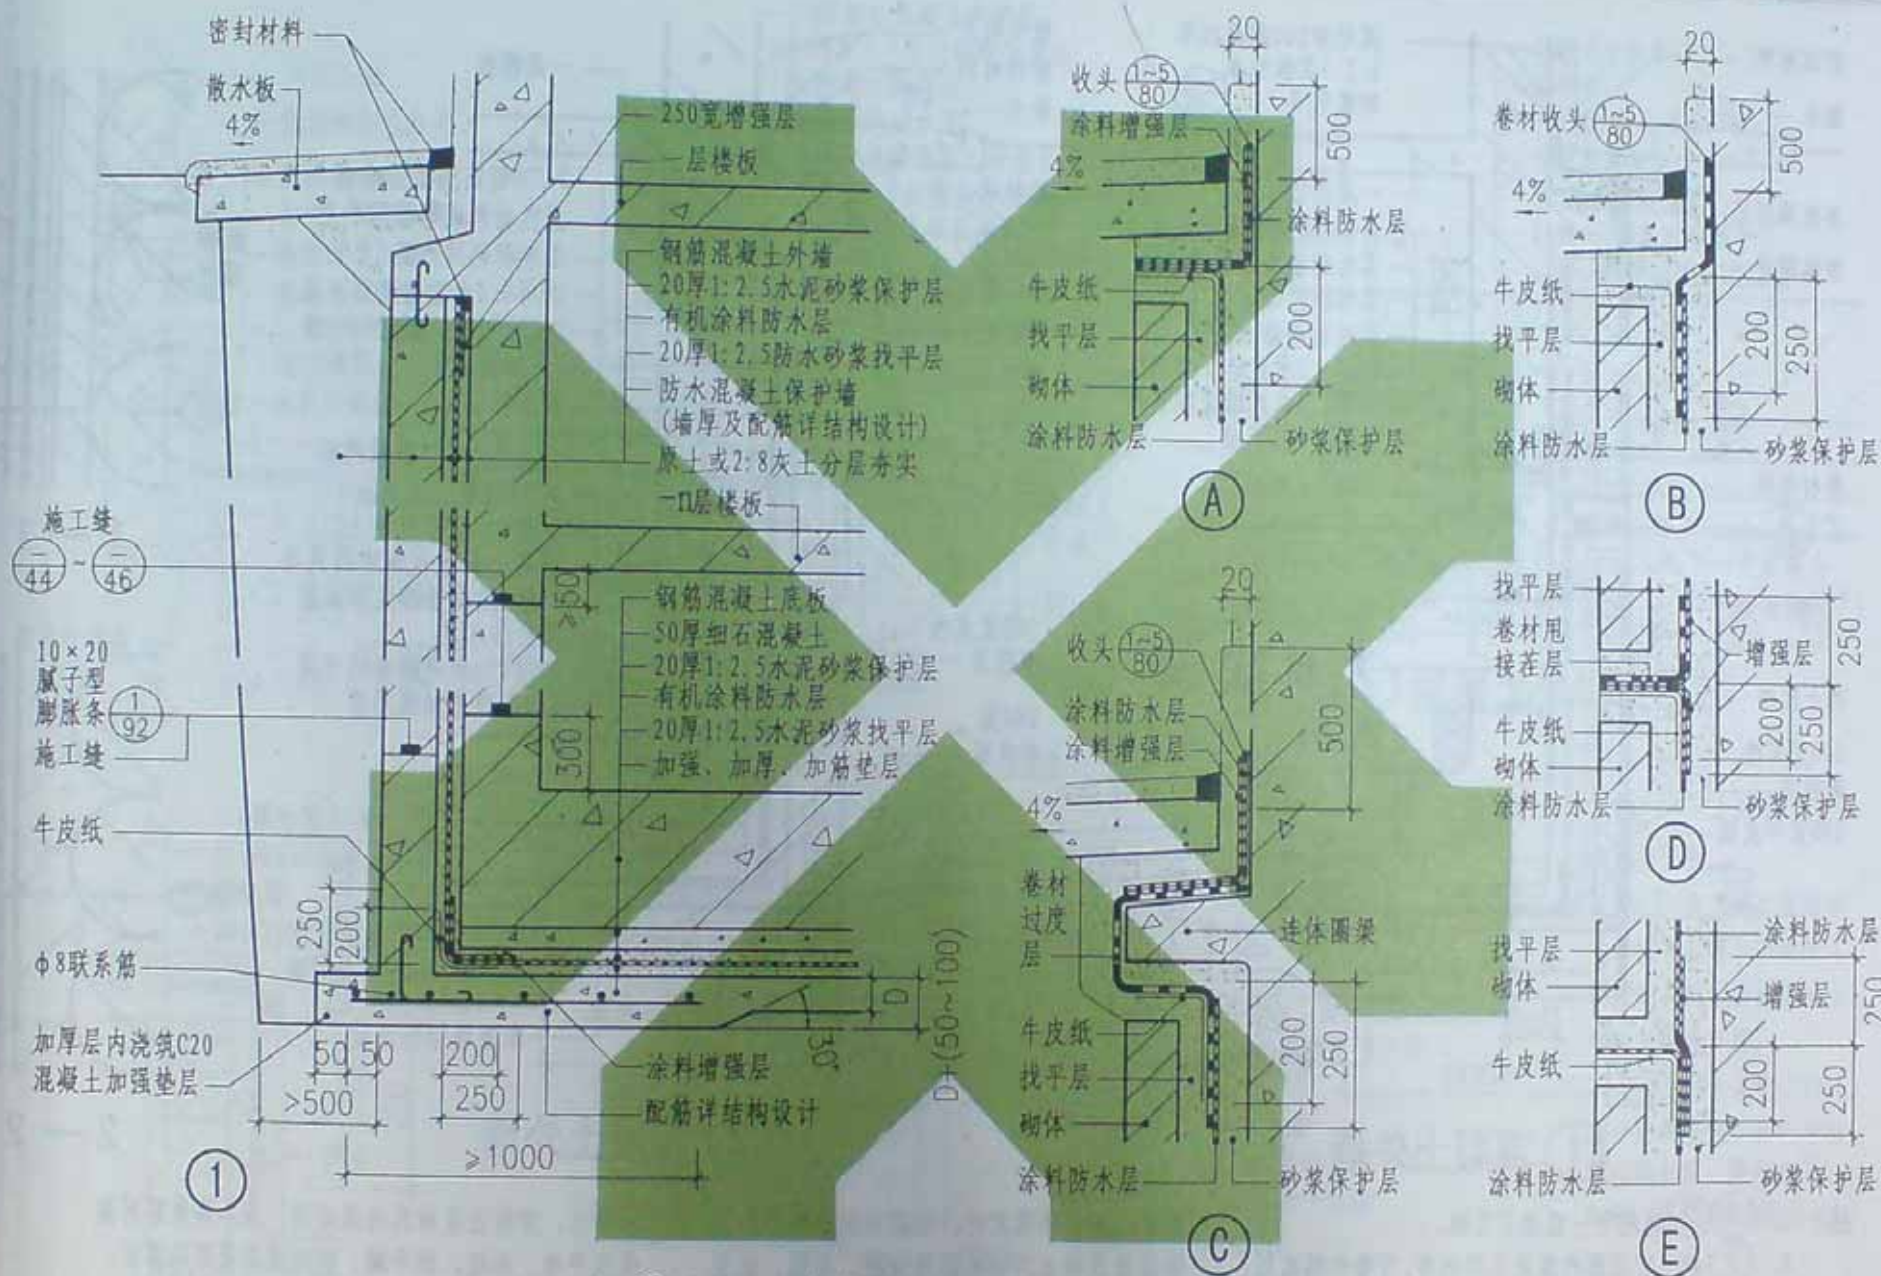 密封材料
散水板
4%
250宽增强层
一层楼板
钢筋混凝土外墙
20厚1:2.5水泥砂浆保护层
有机涂料防水层
20厚1:2.5防水砂浆找平层
防水混凝土保护墙
(墙厚及配筋详结构设计)
原土或2:8灰土分层夯实
-n层楼板
施工缝
一
44
~
一
46
≥150
钢筋混凝土底板
50厚细石混凝土
20厚1:2.5水泥砂浆保护层
有机涂料防水层
20厚1:2.5水泥砂浆找平层
加强、加厚、加筋垫层
10×20
腻子型
膨胀条
1
92
施工缝
300
牛皮纸
250
200
φ8联系筋
加厚层内浇筑C20
混凝土加强垫层
50 50
>500
200
250
≥1000
涂料增强层
配筋详结构设计
30°
D
D+(50~100)
1
20
收头
1~5
80
涂料增强层
4%
500
涂料防水层
牛皮纸
找平层
200
砌体
涂料防水层
砂浆保护层
A
20
卷材收头
1~5
80
500
4%
牛皮纸
找平层
200
250
砌体
涂料防水层
砂浆保护层
B
20
收头
1~5
80
涂料防水层
涂料增强层
500
4%
卷材
过度
层
连体圈梁
牛皮纸
找平层
砌体
200
250
涂料防水层
砂浆保护层
C
找平层
卷材甩
接茬层
增强层
250
牛皮纸
砌体
200
250
涂料防水层
砂浆保护层
D
涂料防水层
找平层
砌体
增强层
250
牛皮纸
200
250
涂料防水层
砂浆保护层
E